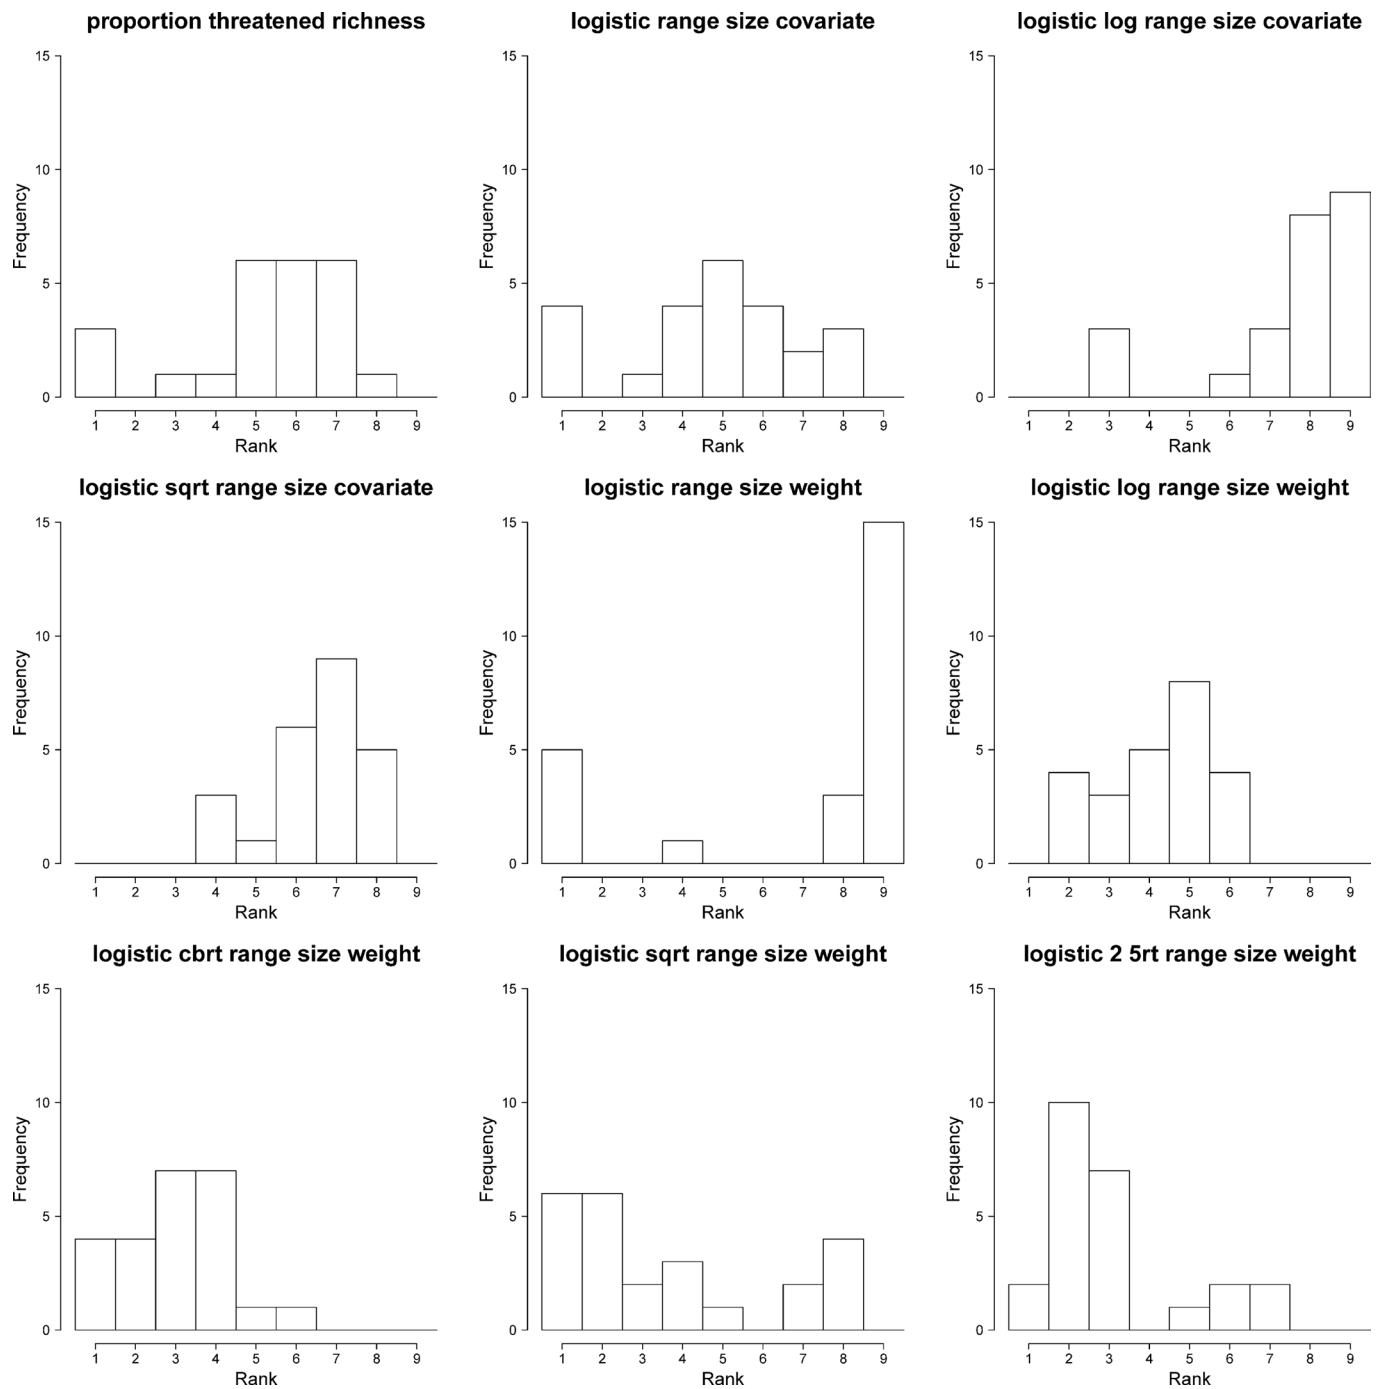 proportion threatened richness
15
10
5
0
Frequency
1 2 3 4 5 6 7 8 9
Rank
logistic range size covariate
15
10
5
0
Frequency
1 2 3 4 5 6 7 8 9
Rank
logistic log range size covariate
15
10
5
0
Frequency
1 2 3 4 5 6 7 8 9
Rank
logistic sqrt range size covariate
15
10
5
0
Frequency
1 2 3 4 5 6 7 8 9
Rank
logistic range size weight
15
10
5
0
Frequency
1 2 3 4 5 6 7 8 9
Rank
logistic log range size weight
15
10
5
0
Frequency
1 2 3 4 5 6 7 8 9
Rank
logistic cbrt range size weight
15
10
5
0
Frequency
1 2 3 4 5 6 7 8 9
Rank
logistic sqrt range size weight
15
10
5
0
Frequency
1 2 3 4 5 6 7 8 9
Rank
logistic 2 5rt range size weight
15
10
5
0
Frequency
1 2 3 4 5 6 7 8 9
Rank